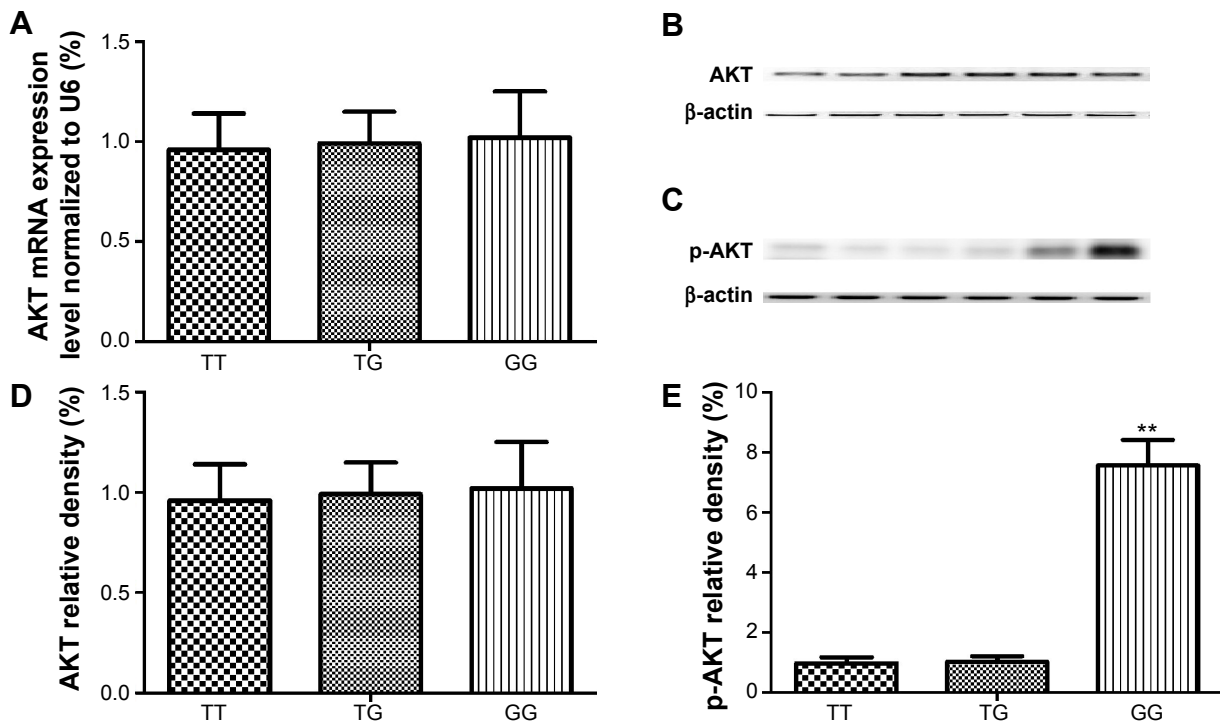 A
AKT mRNA expression
level normalized to U6 (%)
1.5
1.0
0.5
0.0
TT
TG
GG
B
AKT
β-actin
C
p-AKT
β-actin
D
AKT relative density (%)
1.5
1.0
0.5
0.0
TT
TG
GG
E
p-AKT relative density (%)
10
8
6
4
2
0
**
TT
TG
GG